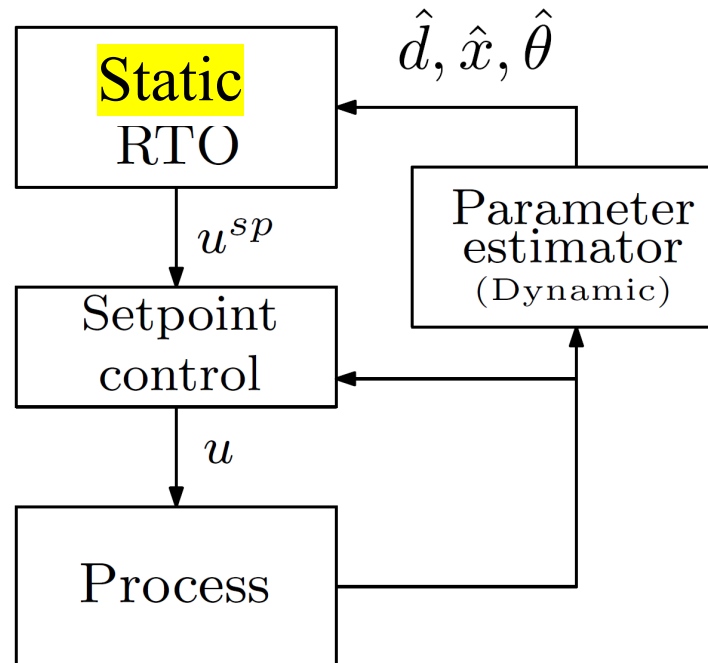 d̂, x̂, θ̂
Static
RTO
Parameter
estimator
(Dynamic)
u^{sp}
Setpoint
control
u
Process